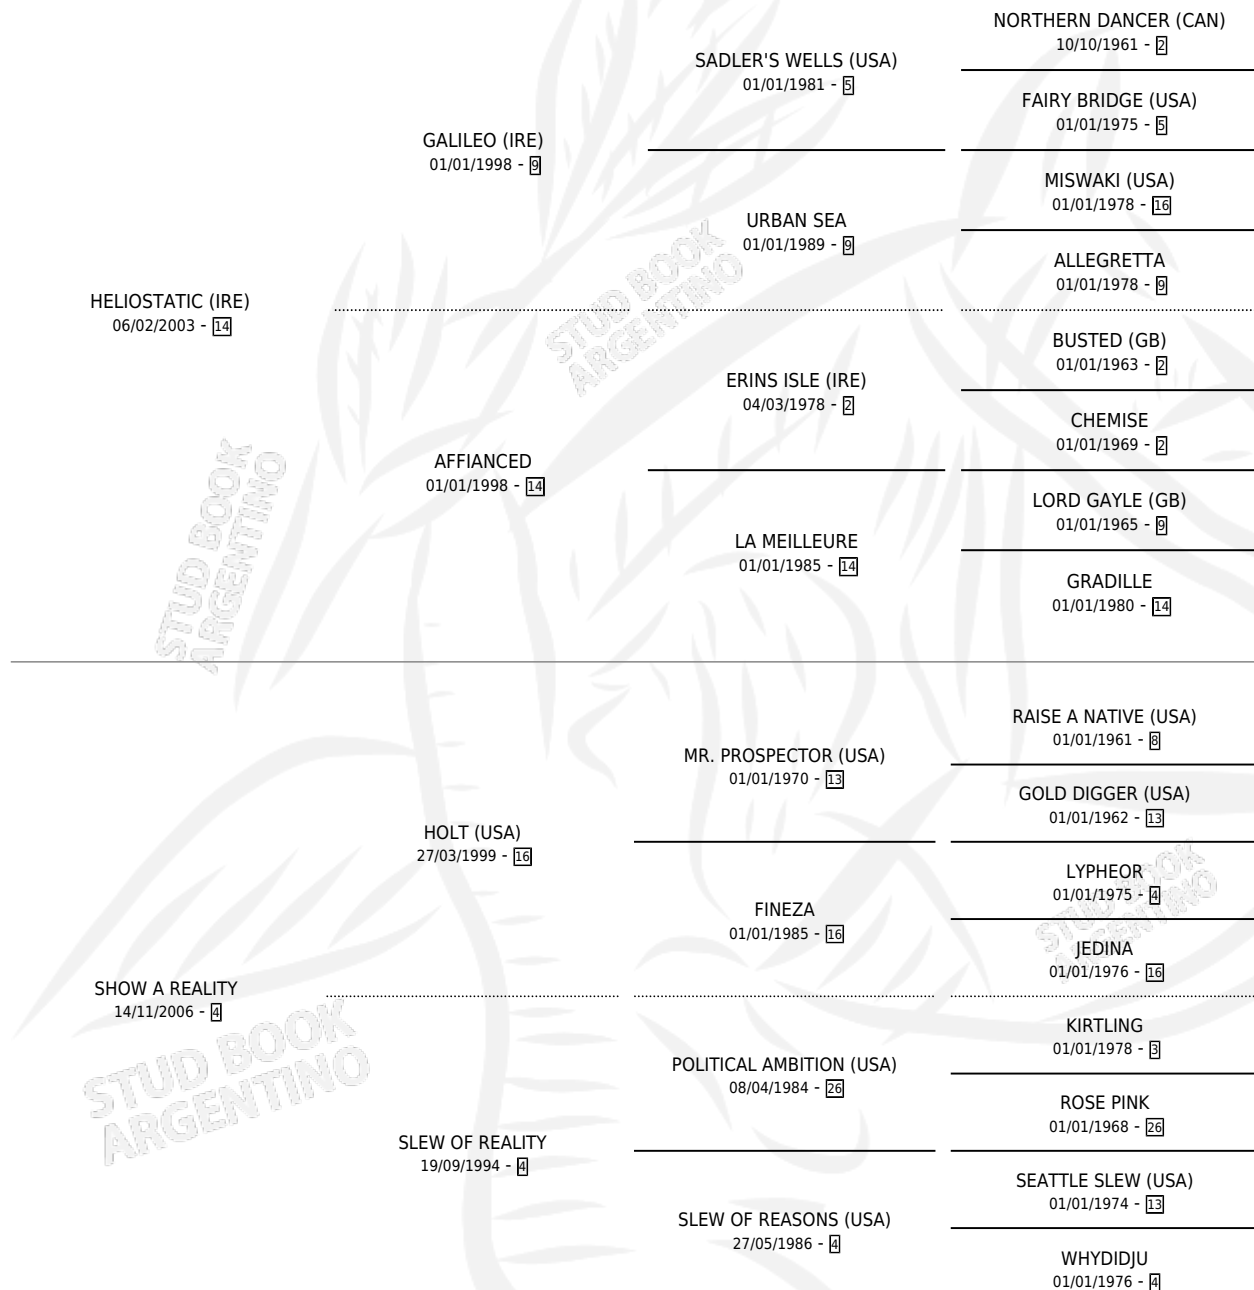 NORTHERN DANCER (CAN)
10/10/1961 - 2
SADLER'S WELLS (USA)
01/01/1981 - 5
FAIRY BRIDGE (USA)
01/01/1975 - 5
GALILEO (IRE)
01/01/1998 - 9
MISWAKI (USA)
01/01/1978 - 16
URBAN SEA
01/01/1989 - 9
ALLEGRETTA
01/01/1978 - 9
HELIOSTATIC (IRE)
06/02/2003 - 14
BUSTED (GB)
01/01/1963 - 2
ERINS ISLE (IRE)
04/03/1978 - 2
CHEMISE
01/01/1969 - 2
AFFIANCED
01/01/1998 - 14
LORD GAYLE (GB)
01/01/1965 - 9
LA MEILLEURE
01/01/1985 - 14
GRADILLE
01/01/1980 - 14
RAISE A NATIVE (USA)
01/01/1961 - 8
MR. PROSPECTOR (USA)
01/01/1970 - 13
GOLD DIGGER (USA)
01/01/1962 - 13
HOLT (USA)
27/03/1999 - 16
LYPHEOR
01/01/1975 - 4
FINEZA
01/01/1985 - 16
JEDINA
01/01/1976 - 16
SHOW A REALITY
14/11/2006 - 4
KIRTLING
01/01/1978 - 3
POLITICAL AMBITION (USA)
08/04/1984 - 26
ROSE PINK
01/01/1968 - 26
SLEW OF REALITY
19/09/1994 - 4
SEATTLE SLEW (USA)
01/01/1974 - 13
SLEW OF REASONS (USA)
27/05/1986 - 4
WHYDIDJU
01/01/1976 - 4
STUD BOOK
ARGENTINO
STUD BOOK
ARGENTINO
STUD BOOK
ARGENTINO
STUD BOOK
ARGENTINO